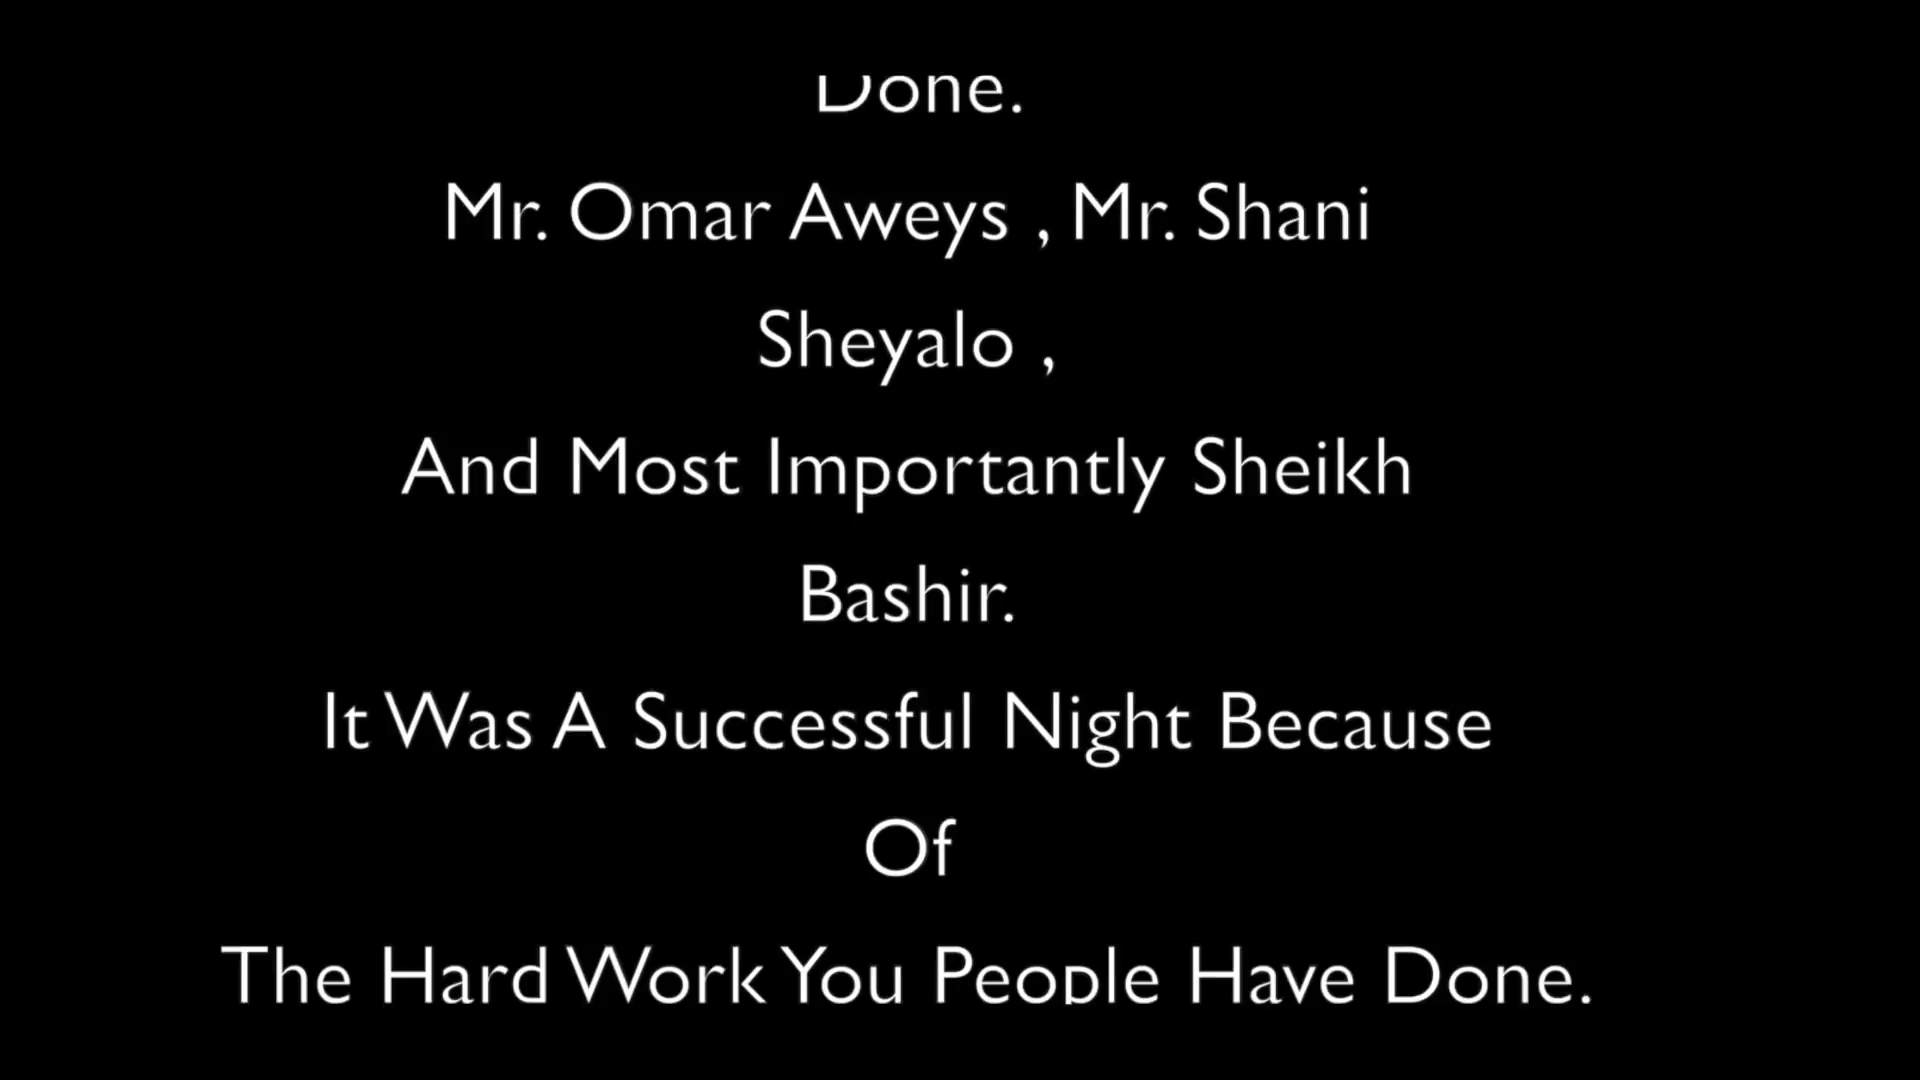 Done.
Mr. Omar Aweys , Mr. Shani
Sheyalo ,
And Most Importantly Sheikh
Bashir.
It Was A Successful Night Because
Of
The Hard Work You People Have Done.